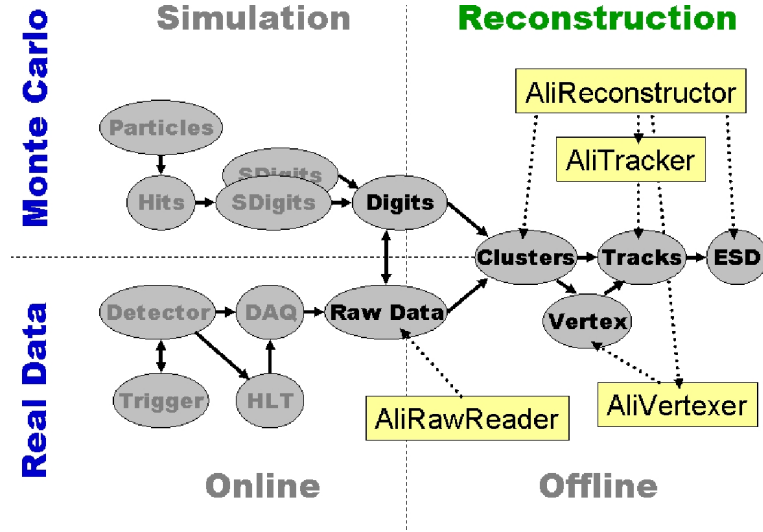 Simulation
Reconstruction
Monte Carlo
AliReconstructor
Particles
AliTracker
SDigits
Hits
SDigits
Digits
Clusters
Tracks
ESD
Real Data
Detector
DAQ
Raw Data
Vertex
Trigger
HLT
AliRawReader
AliVertexer
Online
Offline